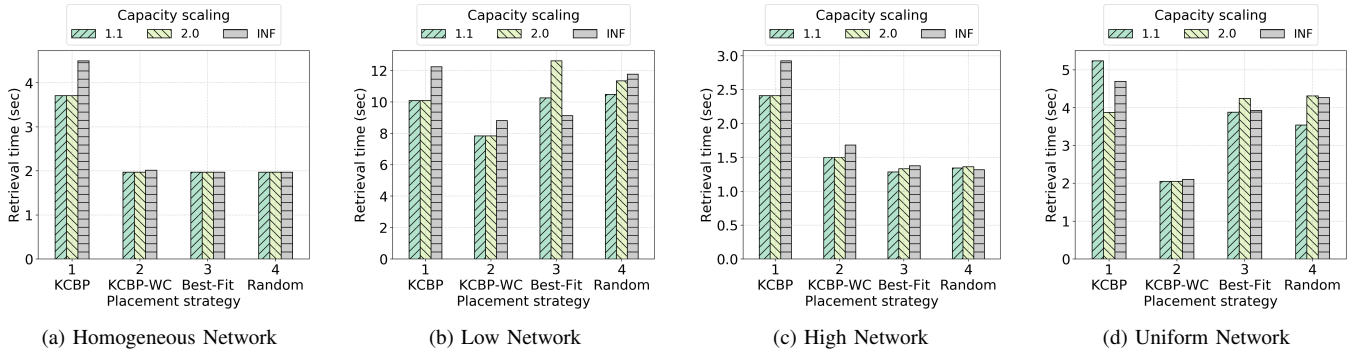 Capacity scaling
1.1 2.0 INF
Retrieval time (sec)
4
3
2
1
0
1 2 3 4
KCBP KCBP-WC Best-Fit Random
Placement strategy
(a) Homogeneous Network
Capacity scaling
1.1 2.0 INF
Retrieval time (sec)
12
10
8
6
4
2
0
1 2 3 4
KCBP KCBP-WC Best-Fit Random
Placement strategy
(b) Low Network
Capacity scaling
1.1 2.0 INF
Retrieval time (sec)
3.0
2.5
2.0
1.5
1.0
0.5
0.0
1 2 3 4
KCBP KCBP-WC Best-Fit Random
Placement strategy
(c) High Network
Capacity scaling
1.1 2.0 INF
Retrieval time (sec)
5
4
3
2
1
0
1 2 3 4
KCBP KCBP-WC Best-Fit Random
Placement strategy
(d) Uniform Network